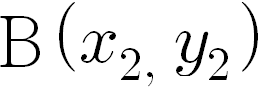 B(x₂, y₂)